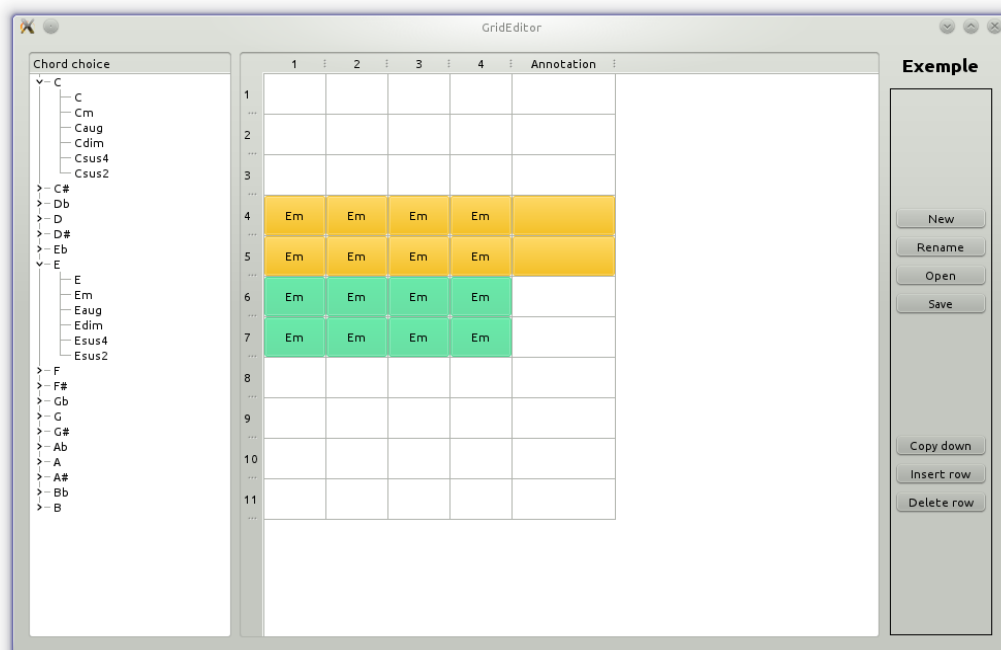 GridEditor
Chord choice
C
C
Cm
Caug
Cdim
Csus4
Csus2
C#
Db
D
D#
Eb
E
E
Em
Eaug
Edim
Esus4
Esus2
F
F#
Gb
G
G#
Ab
A
A#
Bb
B
1 2 3 4 Annotation
1
...
2
...
3
...
4 Em Em Em Em
...
5 Em Em Em Em
...
6 Em Em Em Em
...
7 Em Em Em Em
...
8
...
9
...
10
...
11
...
Exemple
New
Rename
Open
Save
Copy down
Insert row
Delete row